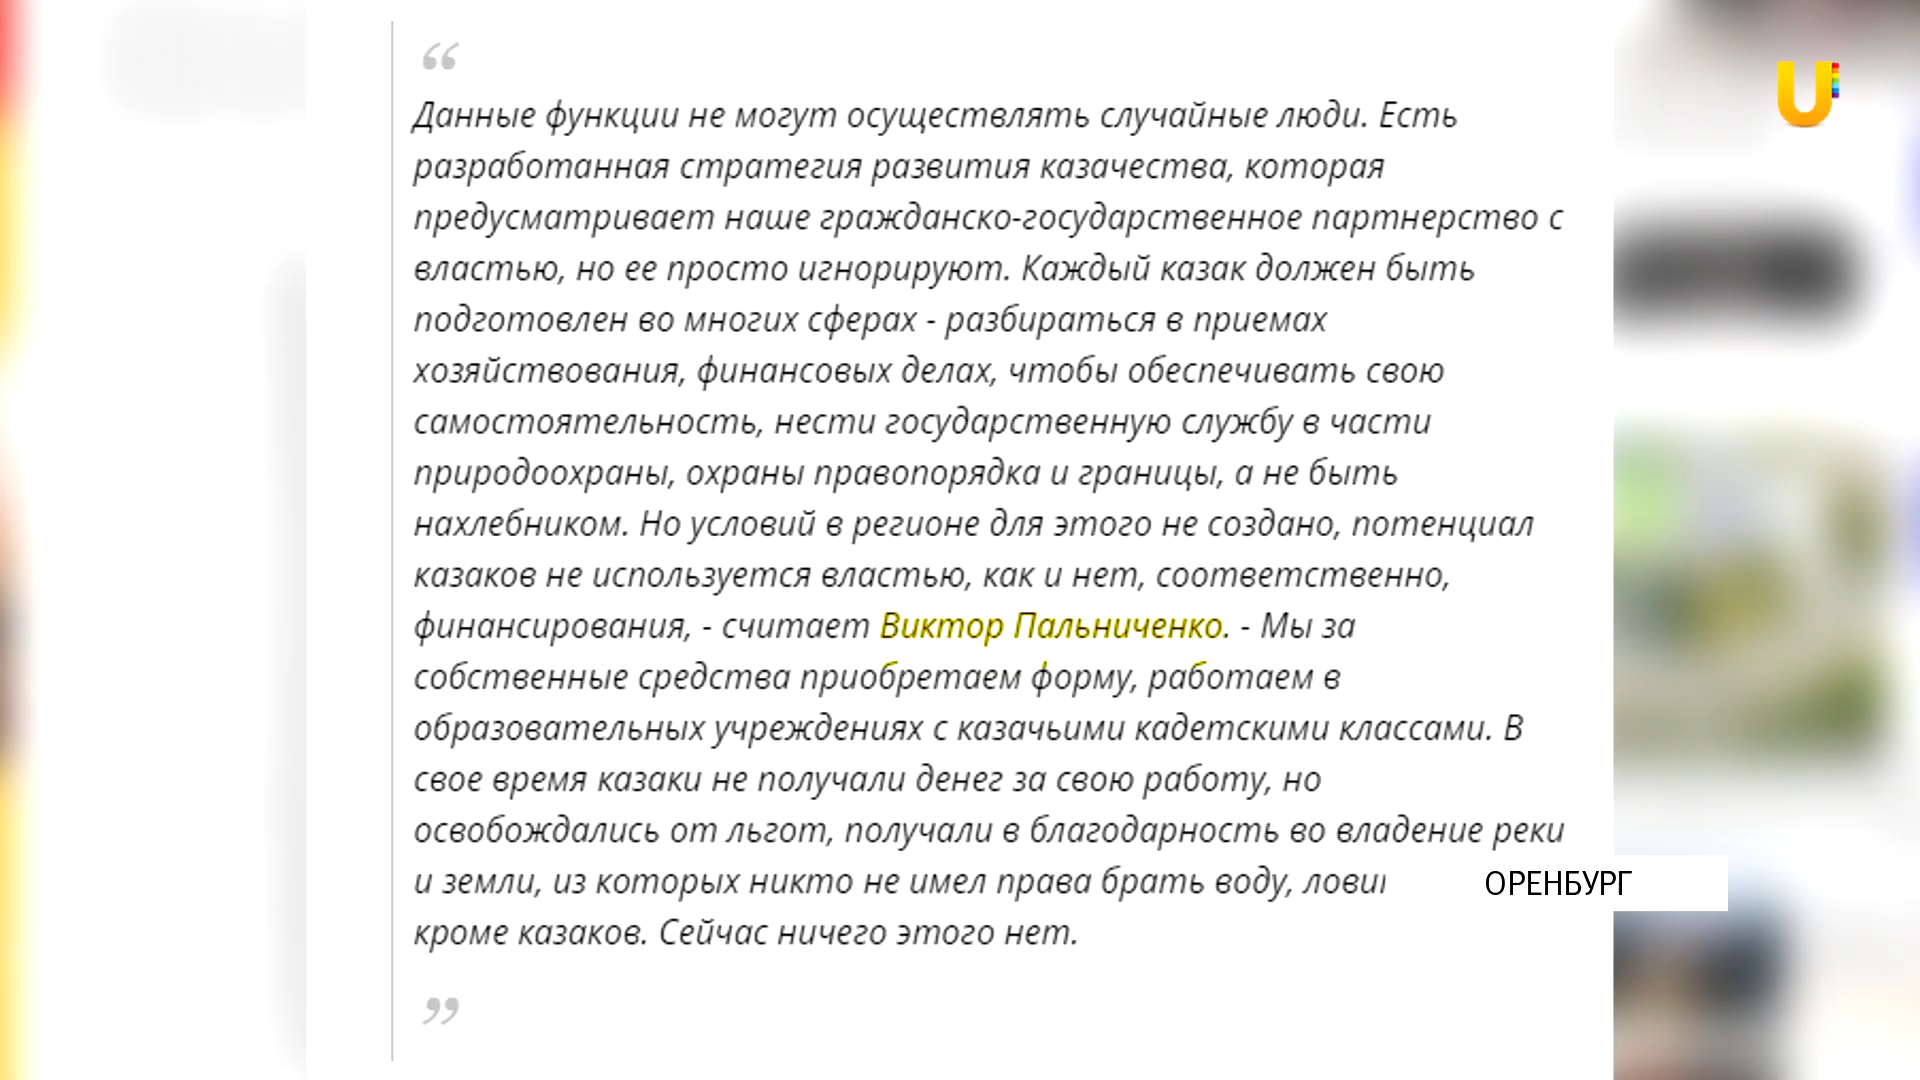 “
Данные функции не могут осуществлять случайные люди. Есть
разработанная стратегия развития казачества, которая
предусматривает наше гражданско-государственное партнерство с
властью, но ее просто игнорируют. Каждый казак должен быть
подготовлен во многих сферах - разбираться в приемах
хозяйствования, финансовых делах, чтобы обеспечивать свою
самостоятельность, нести государственную службу в части
природоохраны, охраны правопорядка и границы, а не быть
нахлебником. Но условий в регионе для этого не создано, потенциал
казаков не используется властью, как и нет, соответственно,
финансирования, - считает Виктор Пальниченко. - Мы за
собственные средства приобретаем форму, работаем в
образовательных учреждениях с казачьими кадетскими классами. В
свое время казаки не получали денег за свою работу, но
освобождались от льгот, получали в благодарность во владение реки
и земли, из которых никто не имел права брать воду,
кроме казаков. Сейчас ничего этого нет.
”
U
ОРЕНБУРГ